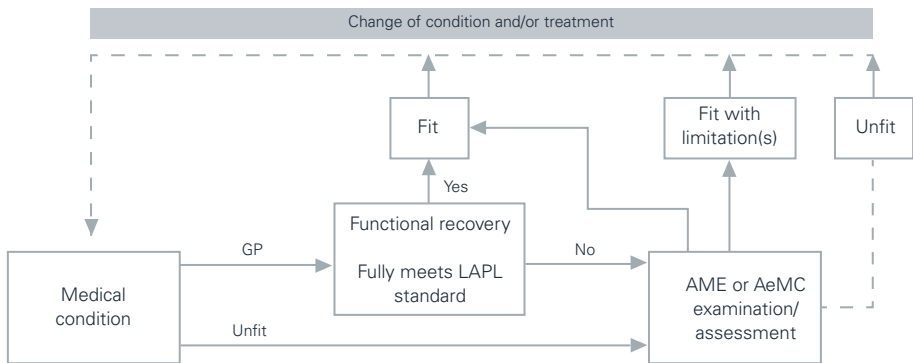 Change of condition and/or treatment
Fit
Fit with
limitation(s)
Unfit
Yes
Functional recovery
Fully meets LAPL
standard
GP
No
Medical
condition
AME or AeMC
examination/
assessment
Unfit